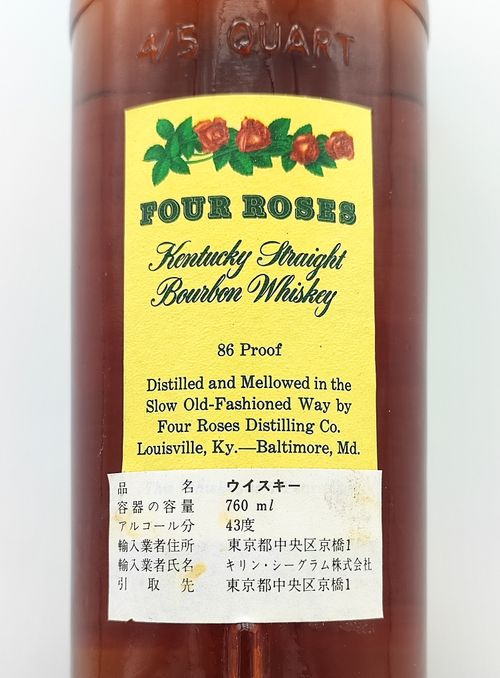 4/5 QUART
FOUR ROSES
Kentucky Straight
Bourbon Whiskey
86 Proof
Distilled and Mellowed in the
Slow Old-Fashioned Way by
Four Roses Distilling Co.
Louisville, Ky.—Baltimore, Md.
品 名 ウイスキー
容器の容量 760 ml
アルコール分 43度
輸入業者住所 東京都中央区京橋1
輸入業者氏名 キリン・シーグラム株式会社
引取先 東京都中央区京橋1